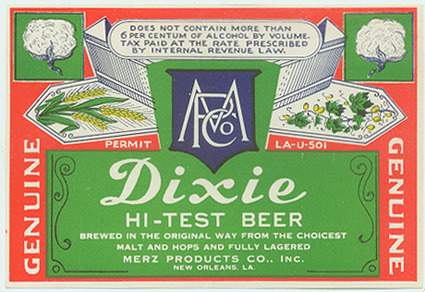 DOES NOT CONTAIN MORE THAN
6 PER CENTUM OF ALCOHOL BY VOLUME.
TAX PAID AT THE RATE PRESCRIBED
BY INTERNAL REVENUE LAW.
PERMIT
LA-U-501
GENUINE
GENUINE
Dixie
HI-TEST BEER
BREWED IN THE ORIGINAL WAY FROM THE CHOICEST
MALT AND HOPS AND FULLY LAGERED
MERZ PRODUCTS CO., INC.
NEW ORLEANS, LA.